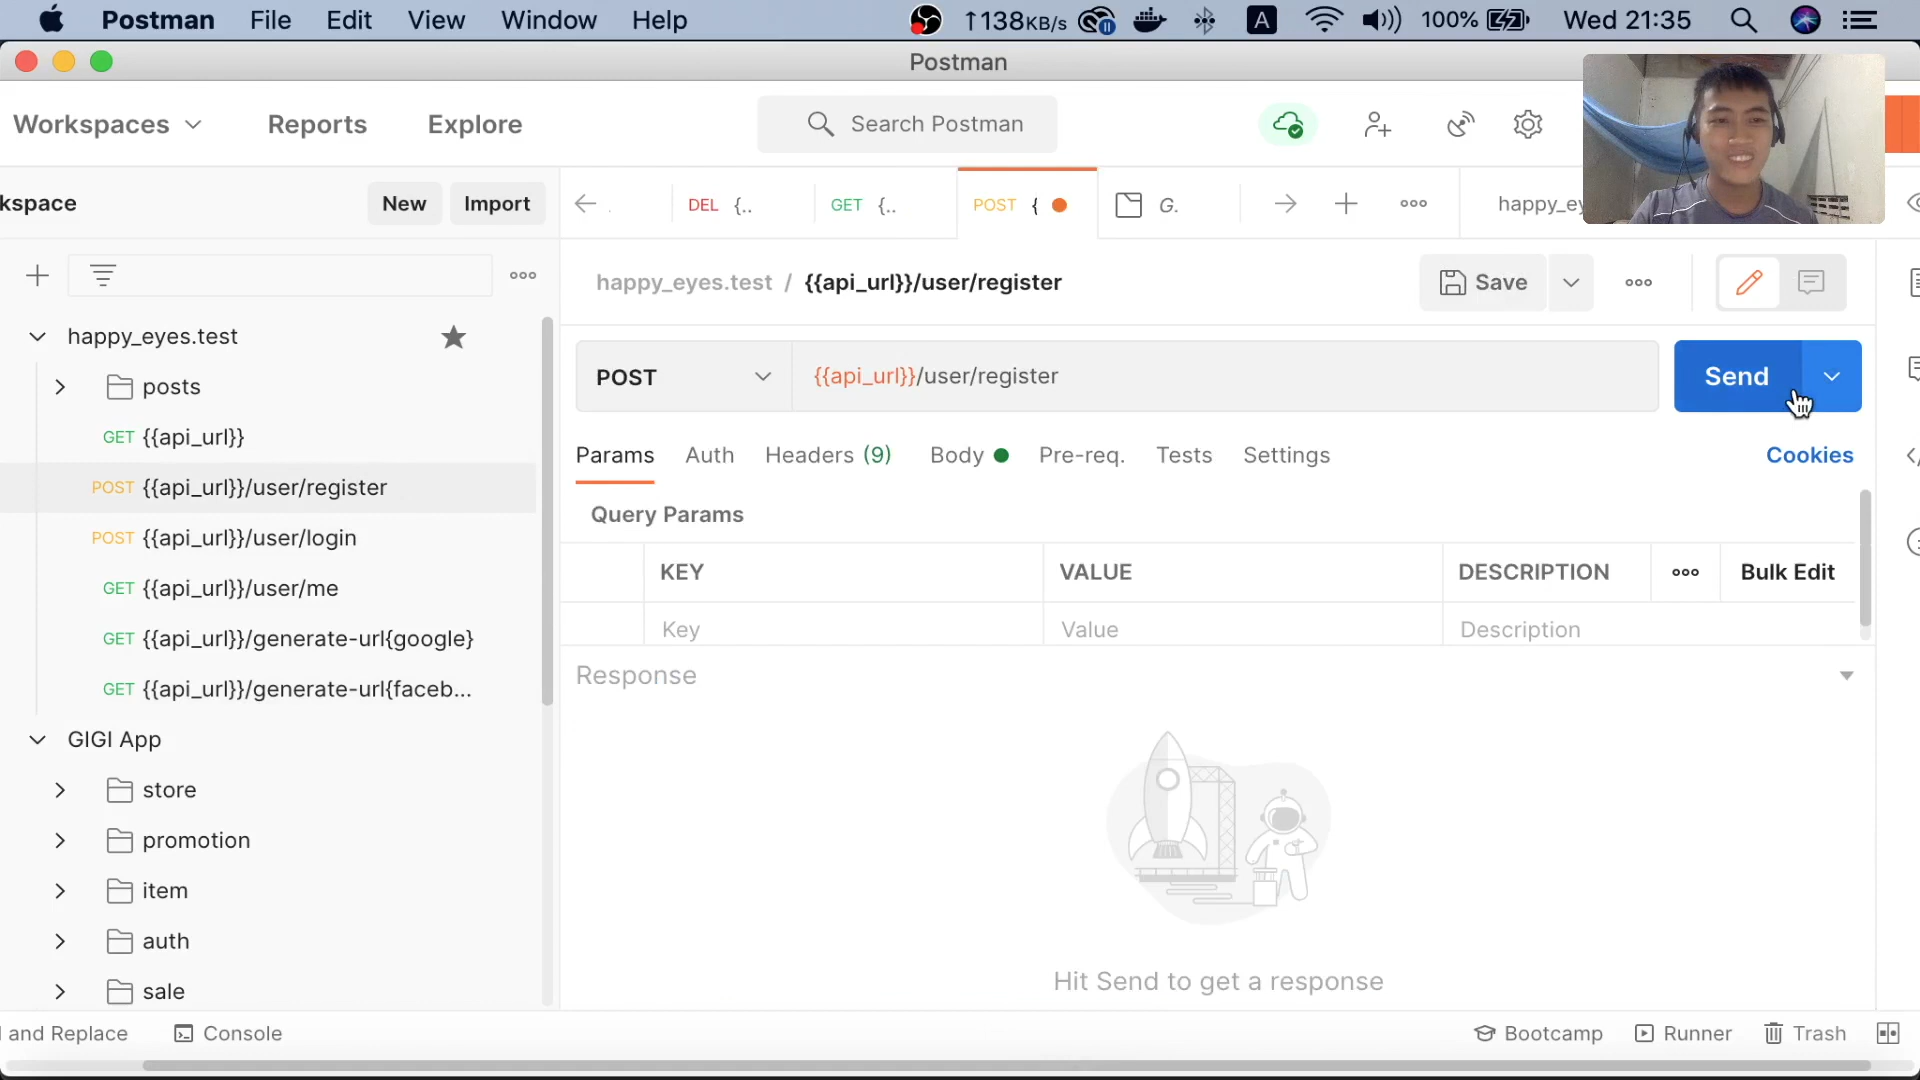 Postman File Edit View Window Help ↑138KB/s A 100% Wed 21:35
Postman
Workspaces Reports Explore Search Postman
kspace New Import DEL {.. GET {.. POST { G. happy_ey
happy_eyes.test / {{api_url}}/user/register Save
happy_eyes.test
posts
GET {{api_url}}
POST {{api_url}}/user/register
POST {{api_url}}/user/login
GET {{api_url}}/user/me
GET {{api_url}}/generate-url{google}
GET {{api_url}}/generate-url{faceb...
GIGI App
store
promotion
item
auth
sale
POST {{api_url}}/user/register Send
Params Auth Headers (9) Body Pre-req. Tests Settings Cookies
Query Params
KEY VALUE DESCRIPTION Bulk Edit
Key Value Description
Response
Hit Send to get a response
and Replace Console Bootcamp Runner Trash